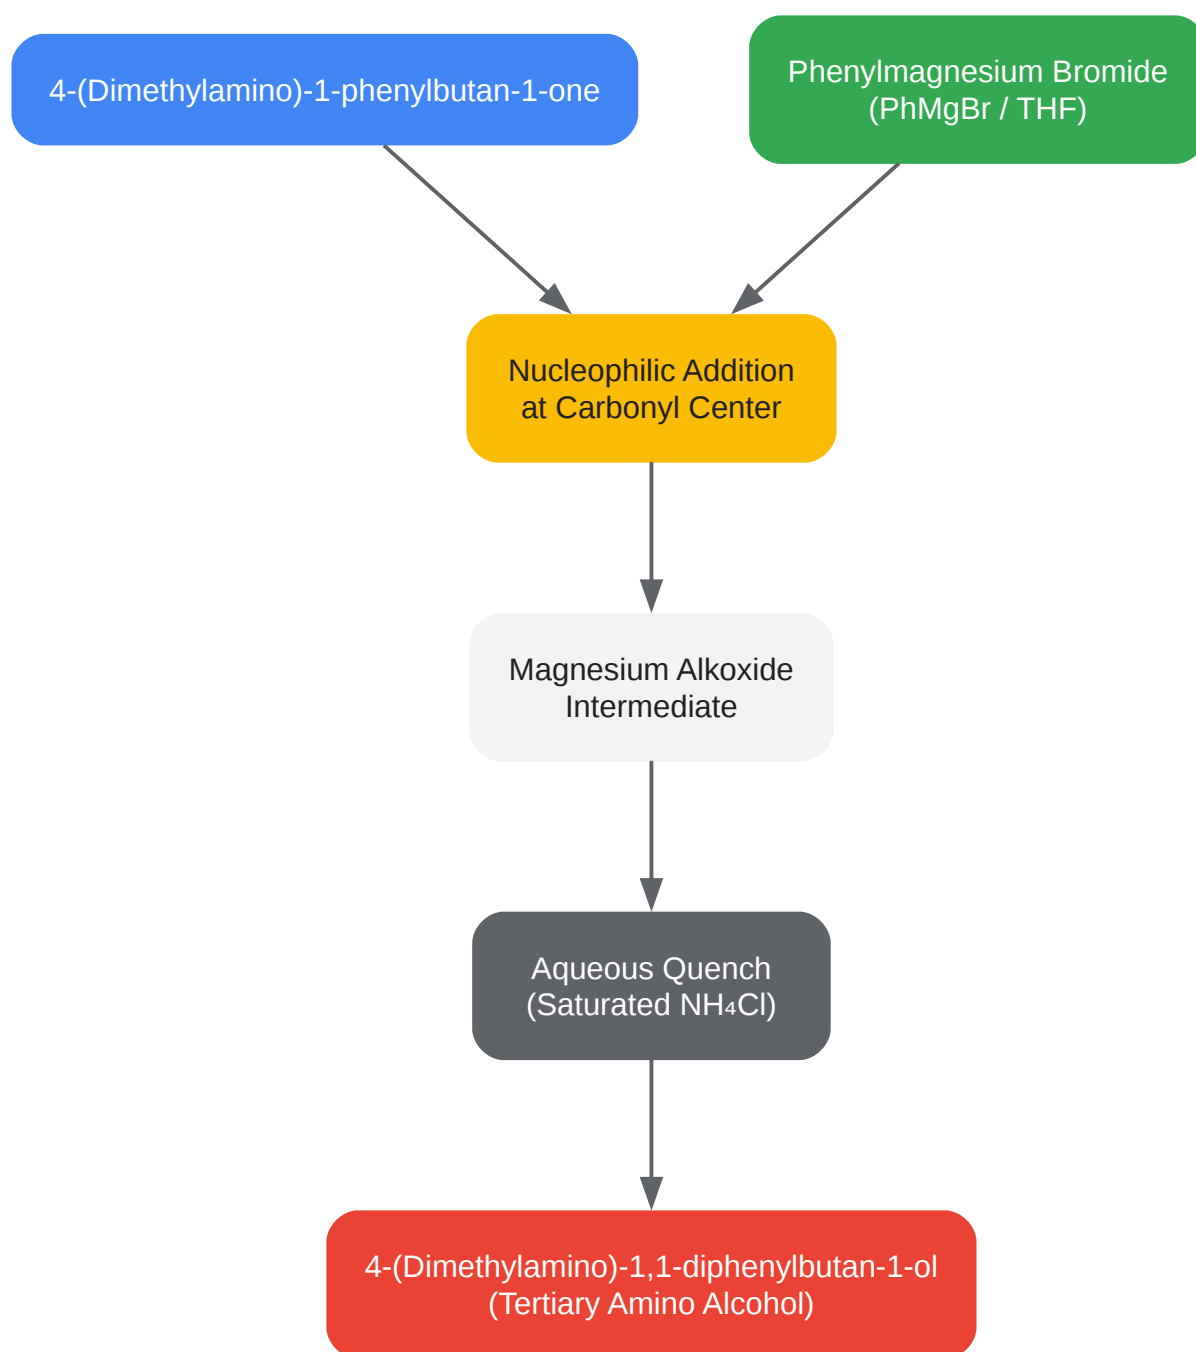 4-(Dimethylamino)-1-phenylbutan-1-one
Phenylmagnesium Bromide
(PhMgBr / THF)
Nucleophilic Addition
at Carbonyl Center
Magnesium Alkoxide
Intermediate
Aqueous Quench
(Saturated NH₄Cl)
4-(Dimethylamino)-1,1-diphenylbutan-1-ol
(Tertiary Amino Alcohol)